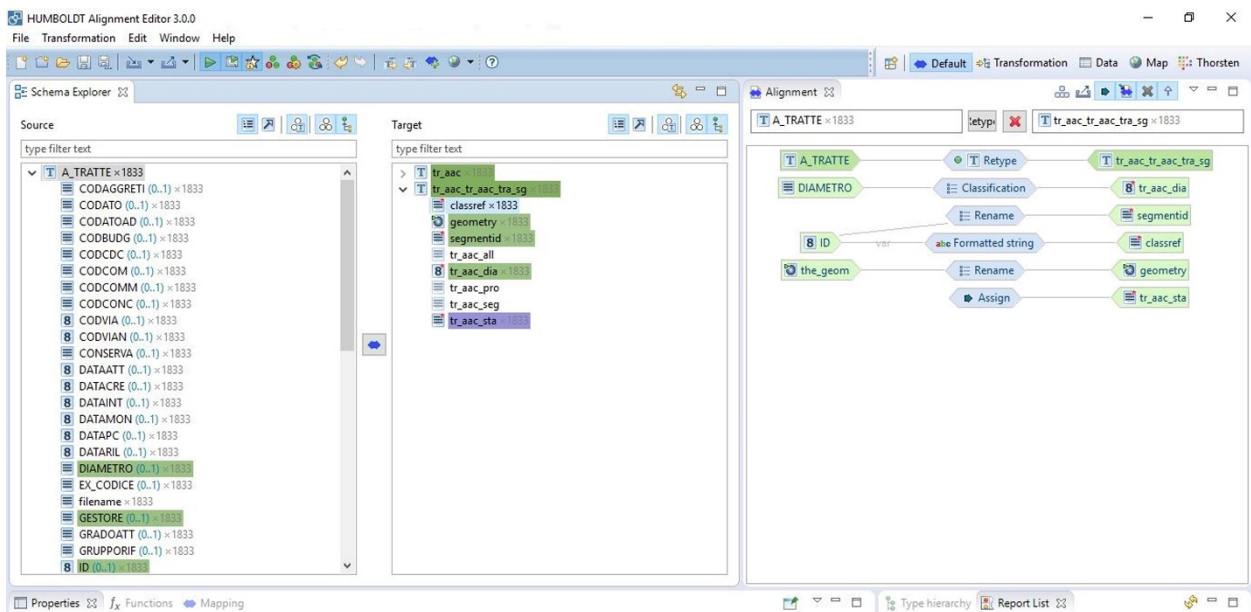 HUMBOLDT Alignment Editor 3.0.0
File Transformation Edit Window Help
Default Transformation Data Map Thorsten
Schema Explorer
Alignment
Source
Target
A_TRATTE ×1833
etyp
tr_aac_tr_aac_tra_sg ×1833
type filter text
type filter text
A_TRATTE ×1833
CODAGGRETI (0..1) ×1833
CODATO (0..1) ×1833
CODATOAD (0..1) ×1833
CODBUDG (0..1) ×1833
CODCDC (0..1) ×1833
CODCOM (0..1) ×1833
CODCOMM (0..1) ×1833
CODCONC (0..1) ×1833
CODVIA (0..1) ×1833
CODVIAN (0..1) ×1833
CONSERVA (0..1) ×1833
DATAATT (0..1) ×1833
DATACRE (0..1) ×1833
DATAINT (0..1) ×1833
DATAMON (0..1) ×1833
DATAPC (0..1) ×1833
DATARIL (0..1) ×1833
DIAMETRO (0..1) ×1833
EX_CODICE (0..1) ×1833
filename ×1833
GESTORE (0..1) ×1833
GRADOATT (0..1) ×1833
GRUPPORIF (0..1) ×1833
ID (0..1) ×1833
tr_aac ×1833
tr_aac_tr_aac_tra_sg ×1833
classref ×1833
geometry ×1833
segmentid ×1833
tr_aac_all
tr_aac_dia ×1833
tr_aac_pro
tr_aac_seg
tr_aac_sta ×1833
A_TRATTE Retype tr_aac_tr_aac_tra_sg
DIAMETRO Classification tr_aac_dia
Rename segmentid
ID var abc Formatted string classref
the_geom Rename geometry
Assign tr_aac_sta
Properties Functions Mapping
Type hierarchy Report List